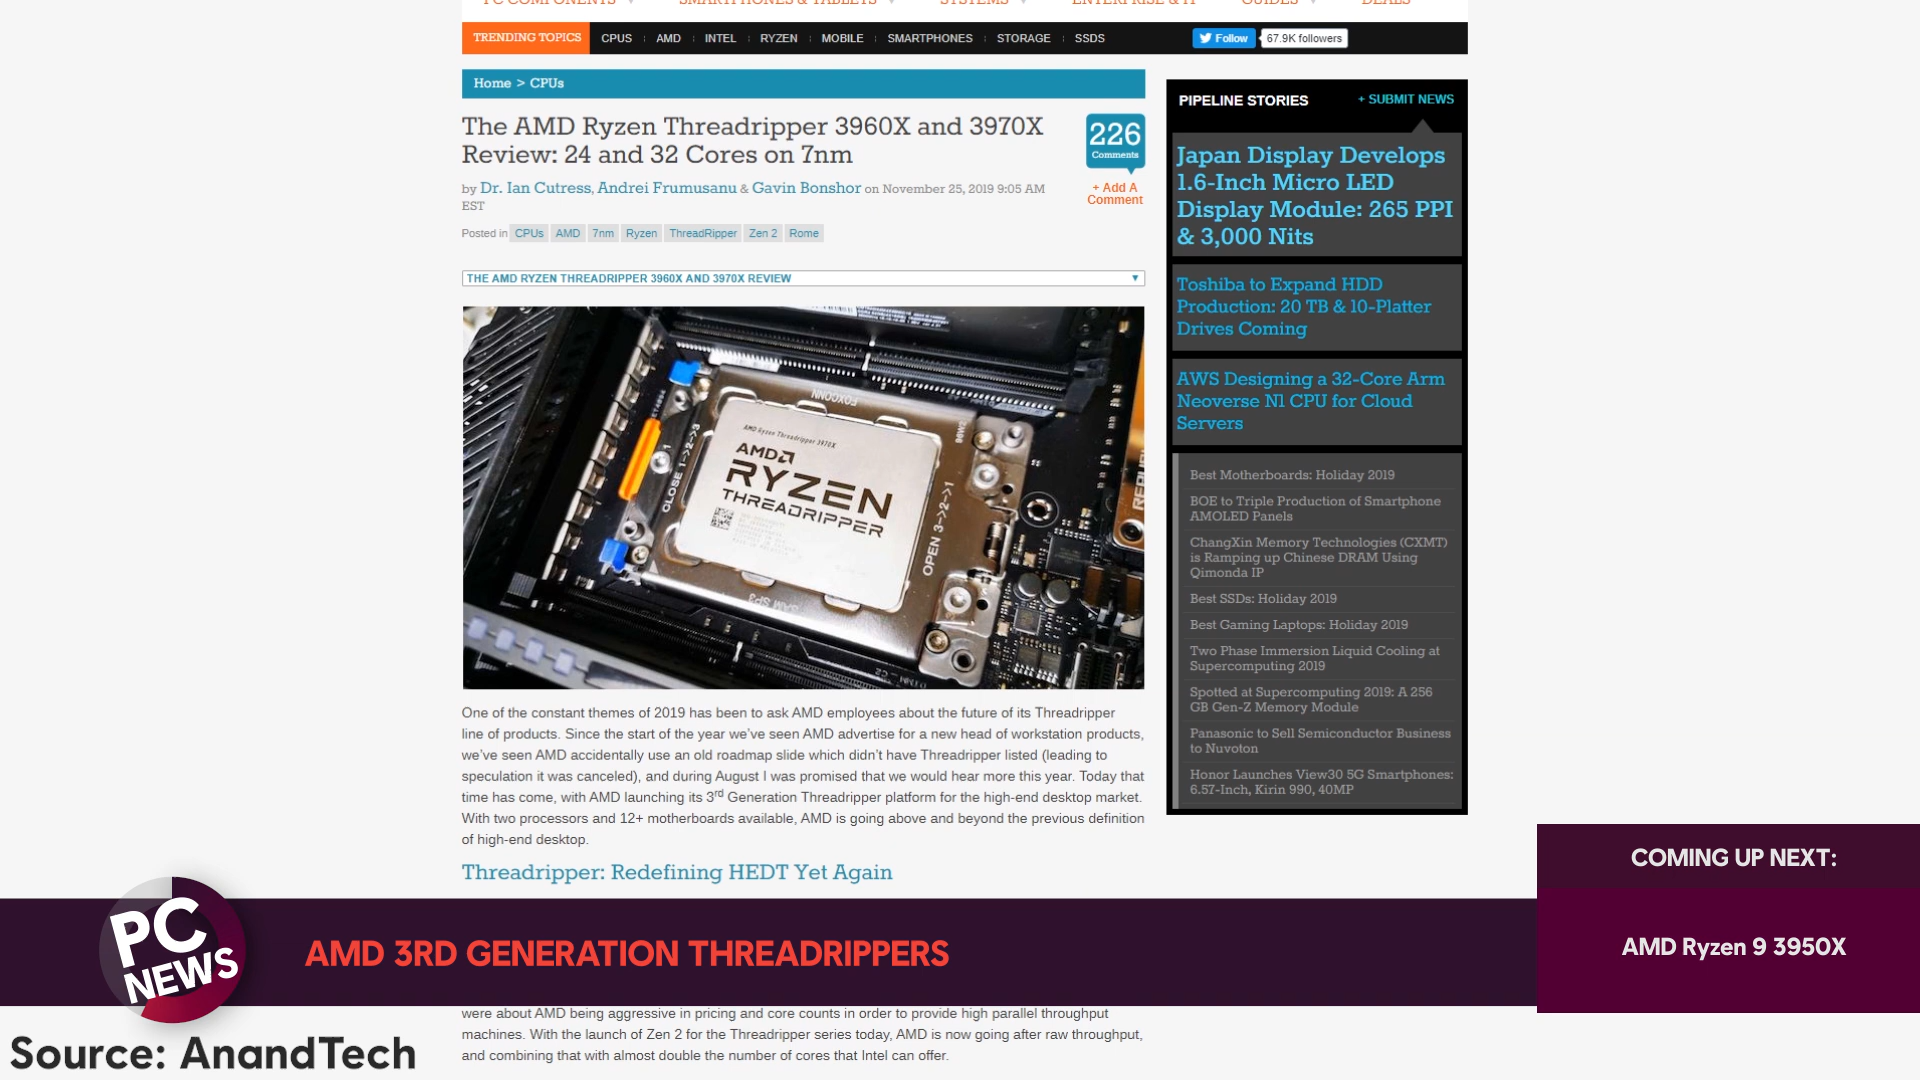 PC COMPONENTS SMARTPHONES & TABLETS SYSTEMS ENTERPRISE & IT GUIDES DEALS
TRENDING TOPICS CPUS AMD INTEL RYZEN MOBILE SMARTPHONES STORAGE SSDS
Follow 67.9K followers
Home > CPUs
The AMD Ryzen Threadripper 3960X and 3970X
Review: 24 and 32 Cores on 7nm
226
Comments
+ Add A
Comment
by Dr. Ian Cutress, Andrei Frumusanu & Gavin Bonshor on November 25, 2019 9:05 AM
EST
Posted in CPUs AMD 7nm Ryzen ThreadRipper Zen 2 Rome
THE AMD RYZEN THREADRIPPER 3960X AND 3970X REVIEW
FOXCONN
CLOSE 1->2->3
AMD Ryzen Threadripper 3970X
AMD
RYZEN
THREADRIPPER
OPEN 3->2->1
SAM SP3
One of the constant themes of 2019 has been to ask AMD employees about the future of its Threadripper
line of products. Since the start of the year we've seen AMD advertise for a new head of workstation products,
we've seen AMD accidentally use an old roadmap slide which didn't have Threadripper listed (leading to
speculation it was canceled), and during August I was promised that we would hear more this year. Today that
time has come, with AMD launching its 3rd Generation Threadripper platform for the high-end desktop market.
With two processors and 12+ motherboards available, AMD is going above and beyond the previous definition
of high-end desktop.
Threadripper: Redefining HEDT Yet Again
were about AMD being aggressive in pricing and core counts in order to provide high parallel throughput
machines. With the launch of Zen 2 for the Threadripper series today, AMD is now going after raw throughput,
and combining that with almost double the number of cores that Intel can offer.
PIPELINE STORIES + SUBMIT NEWS
Japan Display Develops
1.6-Inch Micro LED
Display Module: 265 PPI
& 3,000 Nits
Toshiba to Expand HDD
Production: 20 TB & 10-Platter
Drives Coming
AWS Designing a 32-Core Arm
Neoverse N1 CPU for Cloud
Servers
Best Motherboards: Holiday 2019
BOE to Triple Production of Smartphone
AMOLED Panels
ChangXin Memory Technologies (CXMT)
is Ramping up Chinese DRAM Using
Qimonda IP
Best SSDs: Holiday 2019
Best Gaming Laptops: Holiday 2019
Two Phase Immersion Liquid Cooling at
Supercomputing 2019
Spotted at Supercomputing 2019: A 256
GB Gen-Z Memory Module
Panasonic to Sell Semiconductor Business
to Nuvoton
Honor Launches View30 5G Smartphones:
6.57-Inch, Kirin 990, 40MP
PC
NEWS
AMD 3RD GENERATION THREADRIPPERS
COMING UP NEXT:
AMD Ryzen 9 3950X
Source: AnandTech